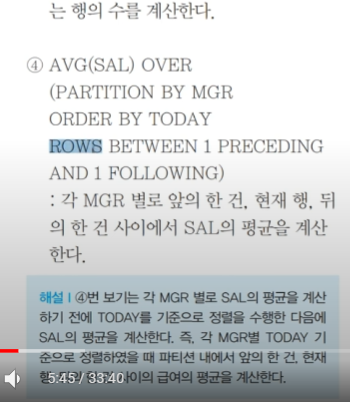 는 행의 수를 계산한다.
④ AVG(SAL) OVER
(PARTITION BY MGR
ORDER BY TODAY
ROWS BETWEEN 1 PRECEDING
AND 1 FOLLOWING)
: 각 MGR 별로 앞의 한 건, 현재 행, 뒤
의 한 건 사이에서 SAL의 평균을 계산
한다.
해설 | ④번 보기는 각 MGR 별로 SAL의 평균을 계산
하기 전에 TODAY를 기준으로 정렬을 수행한 다음에
SAL의 평균을 계산한다. 즉, 각 MGR별 TODAY 기
준으로 정렬하였을 때 파티션 내에서 앞의 한 건, 현재
사이의 급여의 평균을 계산한다.
5:45 / 33:40